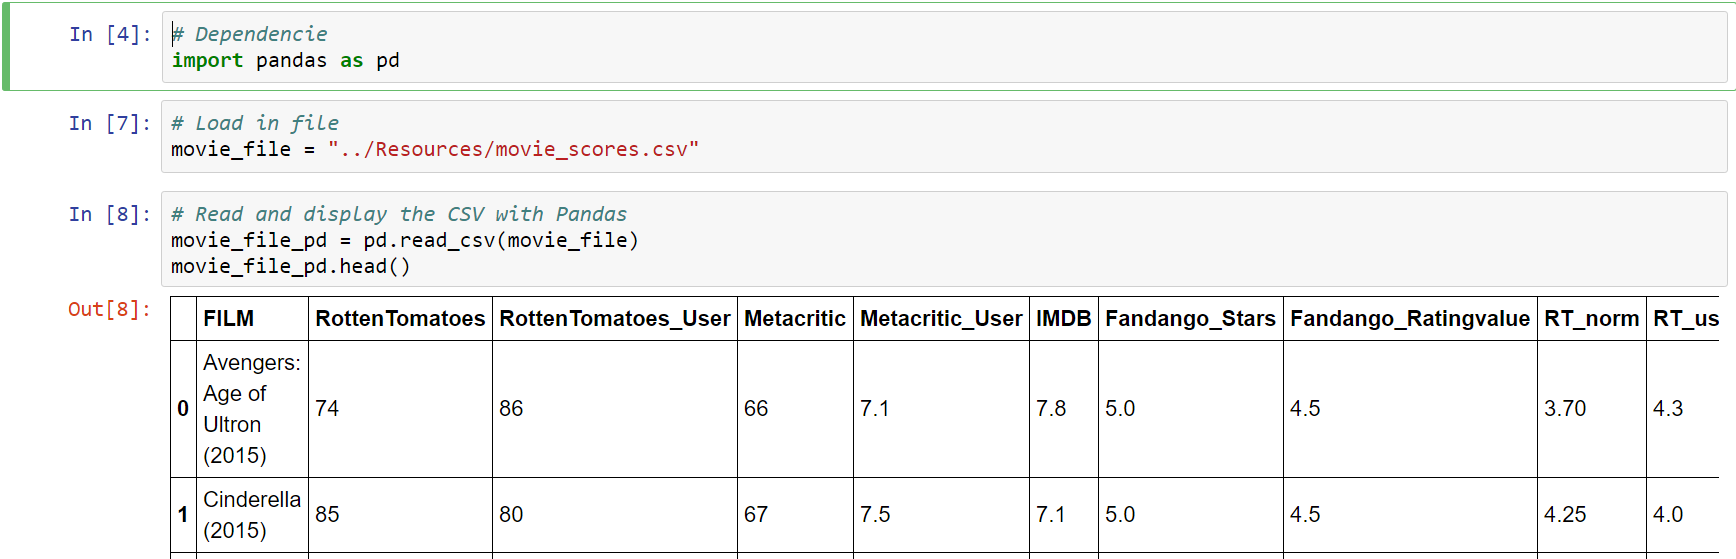 In [4]: # Dependencie
import pandas as pd
In [7]: # Load in file
movie_file = "../Resources/movie_scores.csv"
In [8]: # Read and display the CSV with Pandas
movie_file_pd = pd.read_csv(movie_file)
movie_file_pd.head()
Out[8]:
FILM RottenTomatoes RottenTomatoes_User Metacritic Metacritic_User IMDB Fandango_Stars Fandango_Ratingvalue RT_norm RT_us
0 Avengers: Age of Ultron (2015) 74 86 66 7.1 7.8 5.0 4.5 3.70 4.3
1 Cinderella (2015) 85 80 67 7.5 7.1 5.0 4.5 4.25 4.0